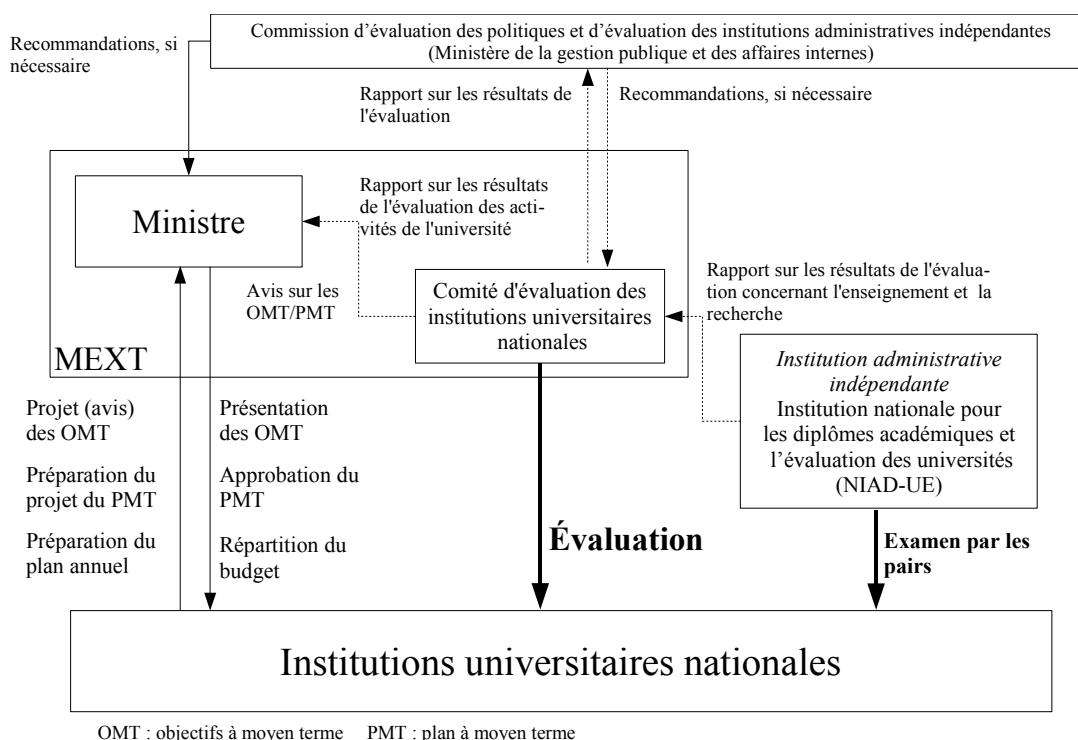 Commission d’évaluation des politiques et d’évaluation des institutions administratives indépendantes
(Ministère de la gestion publique et des affaires internes)
Recommandations, si
nécessaire
Rapport sur les résultats de
l'évaluation
Recommandations, si nécessaire
Ministre
Rapport sur les résultats
de l'évaluation des acti-
vités de l'université
Avis sur les
OMT/PMT
Comité d'évaluation des
institutions universitaires
nationales
MEXT
Rapport sur les résultats de l'évalua-
tion concernant l'enseignement et la
recherche
Institution administrative
indépendante
Institution nationale pour
les diplômes académiques et
l’évaluation des universités
(NIAD-UE)
Projet (avis)
des OMT
Préparation du
projet du PMT
Préparation du
plan annuel
Présentation
des OMT
Approbation du
PMT
Répartition du
budget
Évaluation
Examen par les
pairs
Institutions universitaires nationales
OMT : objectifs à moyen terme PMT : plan à moyen terme